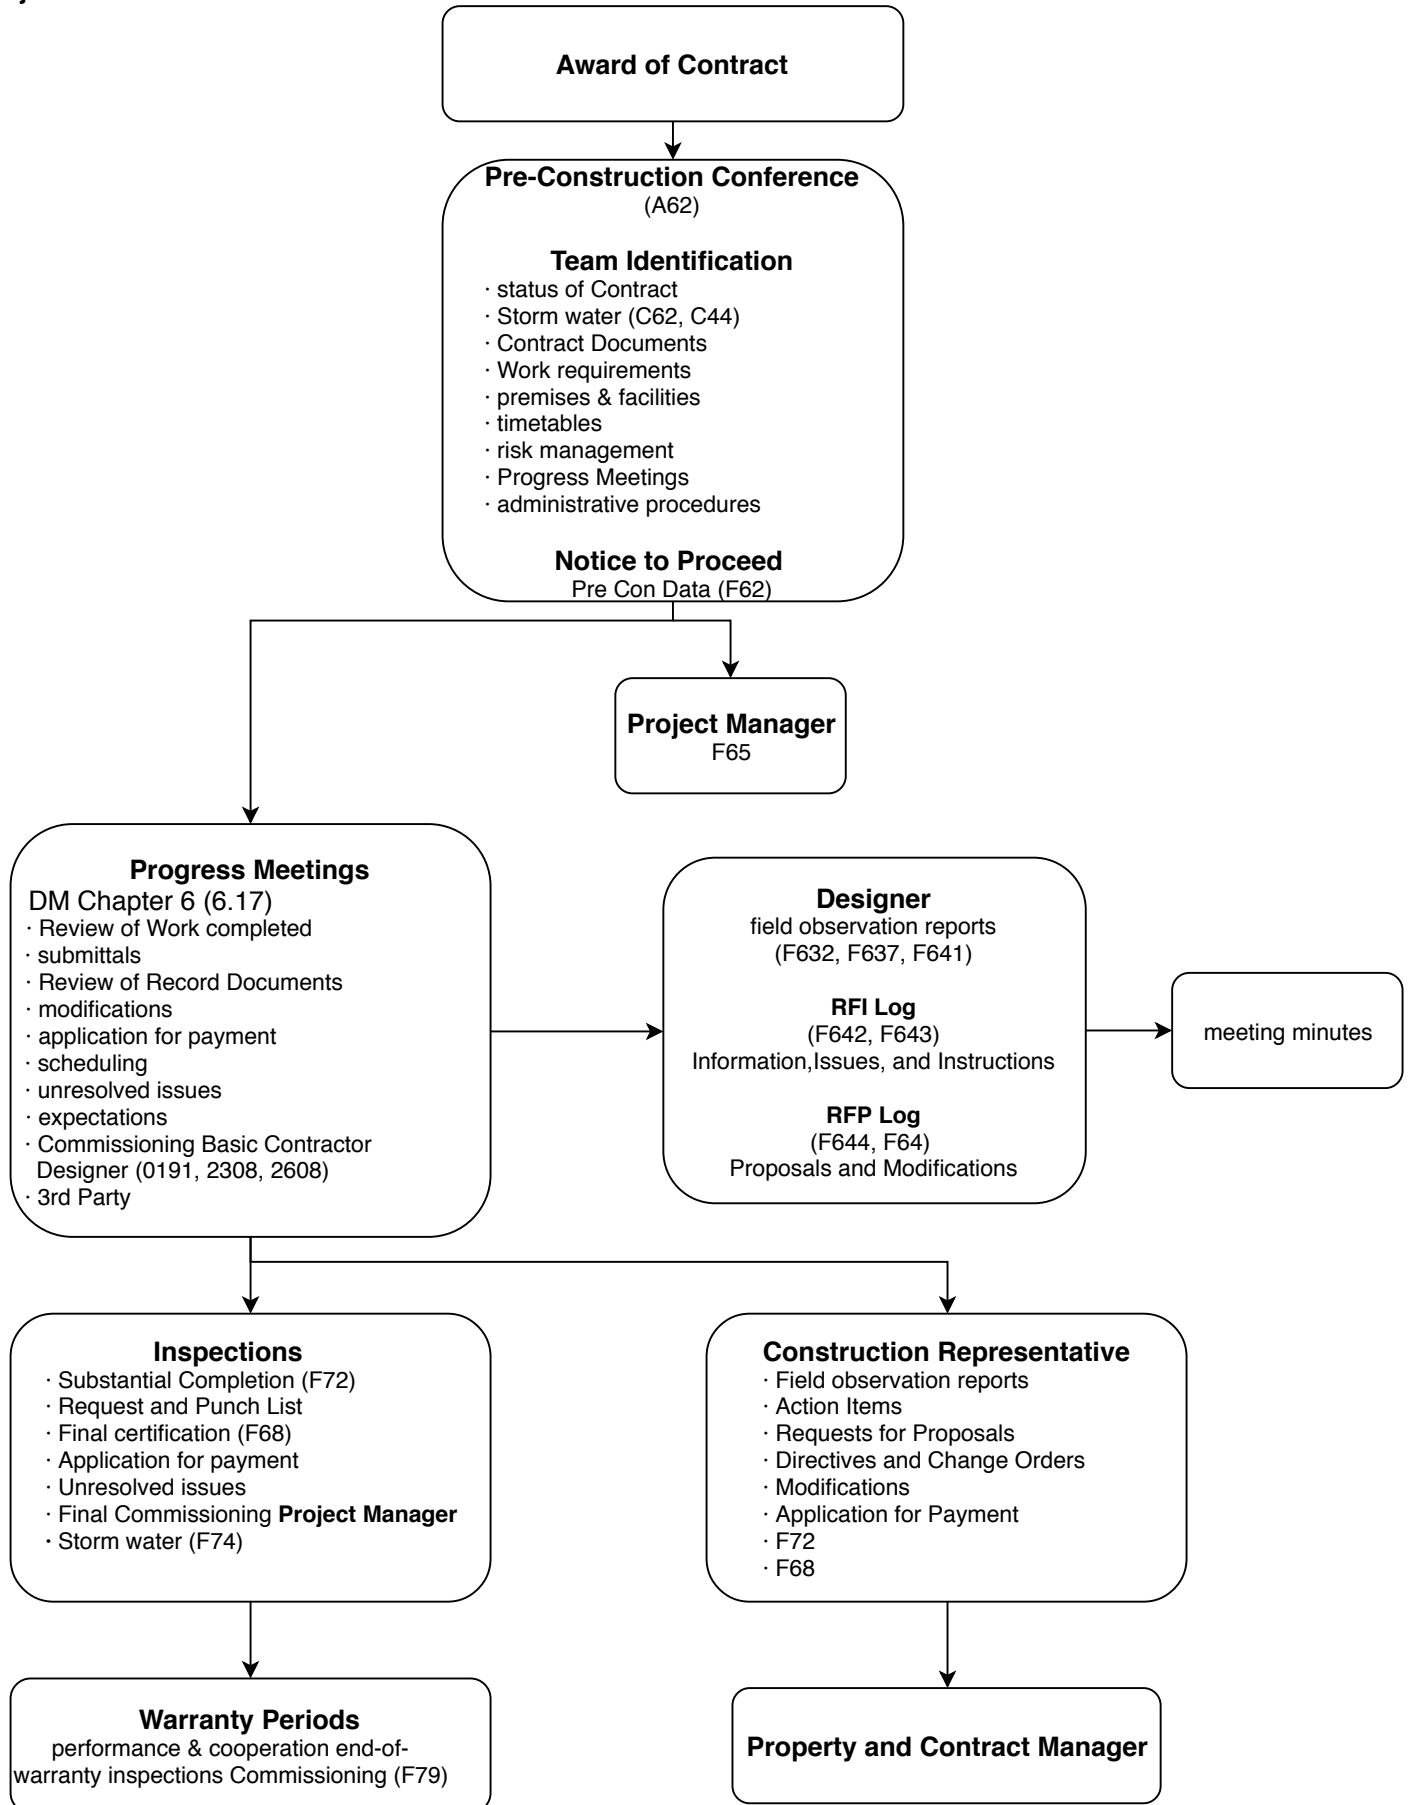 Award of Contract
Pre-Construction Conference
(A62)
Team Identification
· status of Contract
· Storm water (C62, C44)
· Contract Documents
· Work requirements
· premises & facilities
· timetables
· risk management
· Progress Meetings
· administrative procedures
Notice to Proceed
Pre Con Data (F62)
Project Manager
F65
Progress Meetings
DM Chapter 6 (6.17)
· Review of Work completed
· submittals
· Review of Record Documents
· modifications
· application for payment
· scheduling
· unresolved issues
· expectations
· Commissioning Basic Contractor
Designer (0191, 2308, 2608)
· 3rd Party
Designer
field observation reports
(F632, F637, F641)
RFI Log
(F642, F643)
Information,Issues, and Instructions
RFP Log
(F644, F64)
Proposals and Modifications
meeting minutes
Inspections
· Substantial Completion (F72)
· Request and Punch List
· Final certification (F68)
· Application for payment
· Unresolved issues
· Final Commissioning Project Manager
· Storm water (F74)
Construction Representative
· Field observation reports
· Action Items
· Requests for Proposals
· Directives and Change Orders
· Modifications
· Application for Payment
· F72
· F68
Warranty Periods
performance & cooperation end-of-
warranty inspections Commissioning (F79)
Property and Contract Manager